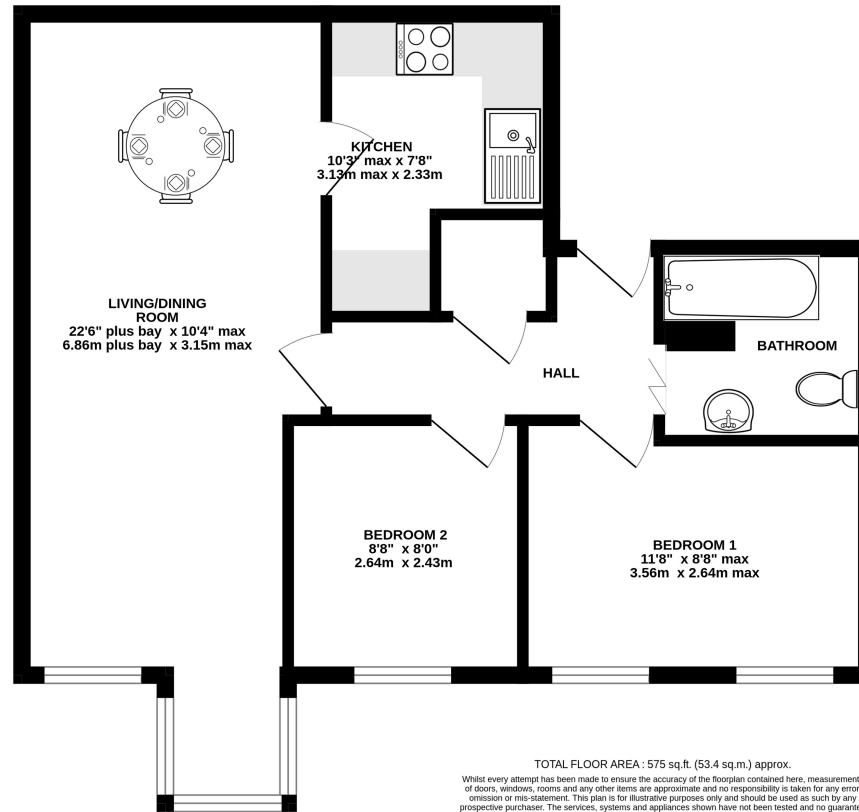 KITCHEN
10'3" max x 7'8"
3.13m max x 2.33m
LIVING/DINING
ROOM
22'6" plus bay x 10'4" max
6.86m plus bay x 3.15m max
HALL
BATHROOM
BEDROOM 2
8'8" x 8'0"
2.64m x 2.43m
BEDROOM 1
11'8" x 8'8" max
3.56m x 2.64m max
TOTAL FLOOR AREA : 575 sq.ft. (53.4 sq.m.) approx.
Whilst every attempt has been made to ensure the accuracy of the floorplan contained here, measurement
of doors, windows, rooms and any other items are approximate and no responsibility is taken for any error
omission or mis-statement. This plan is for illustrative purposes only and should be used as such by any
prospective purchaser. The services, systems and appliances shown have not been tested and no guarante